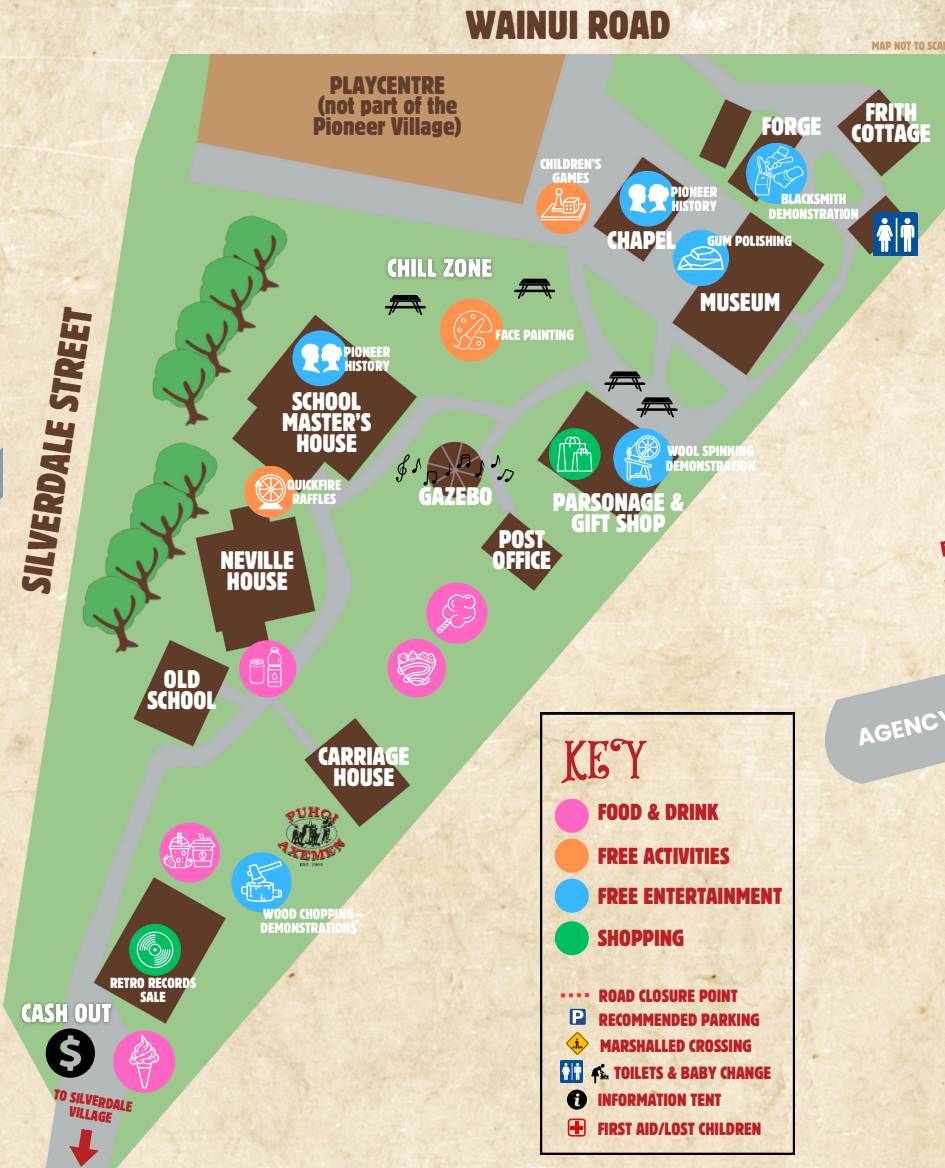 WAINUI ROAD
MAP NOT TO SCA
PLAYCENTRE
(not part of the
Pioneer Village)
FRITH
COTTAGE
FORGE
CHILDREN'S
GAMES
PIONEER
HISTORY
BLACKSMITH
DEMONSTRATION
CHAPEL
GUM POLISHING
MUSEUM
CHILL ZONE
FACE PAINTING
SILVERDALE STREET
PIONEER
HISTORY
SCHOOL
MASTER'S
HOUSE
QUICKFIRE
RAFFLES
GAZEBO
WOOL SPINNING
DEMONSTRATION
PARSONAGE &
GIFT SHOP
POST
OFFICE
NEVILLE
HOUSE
OLD
SCHOOL
CARRIAGE
HOUSE
PUHOI
AXEMEN
WOOD CHOPPING
DEMONSTRATIONS
RETRO RECORDS
SALE
CASH OUT
$
TO SILVERDALE
VILLAGE
AGENCY
KEY
FOOD & DRINK
FREE ACTIVITIES
FREE ENTERTAINMENT
SHOPPING
ROAD CLOSURE POINT
P RECOMMENDED PARKING
MARSHALLED CROSSING
TOILETS & BABY CHANGE
i INFORMATION TENT
FIRST AID/LOST CHILDREN